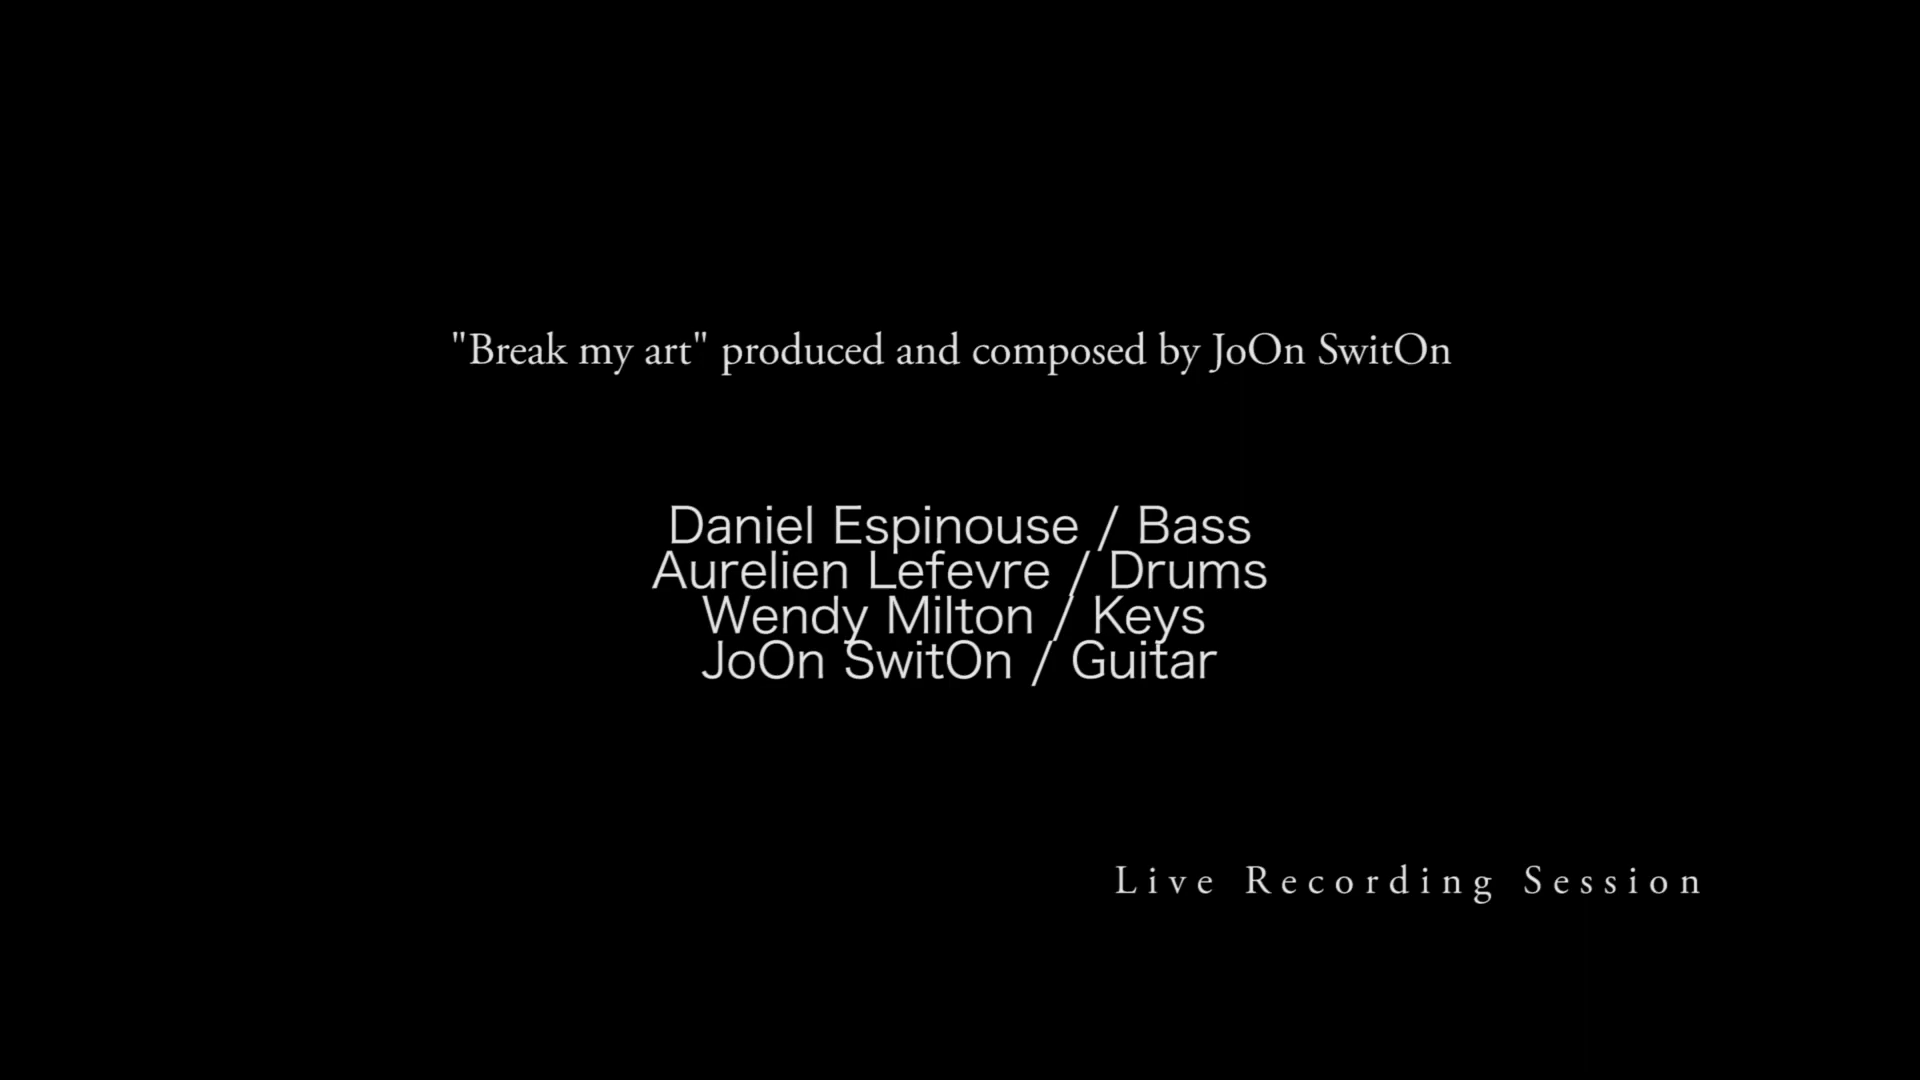 "Break my art" produced and composed by JoOn SwitOn
Daniel Espinouse / Bass
Aurelien Lefevre / Drums
Wendy Milton / Keys
JoOn SwitOn / Guitar
Live Recording Session